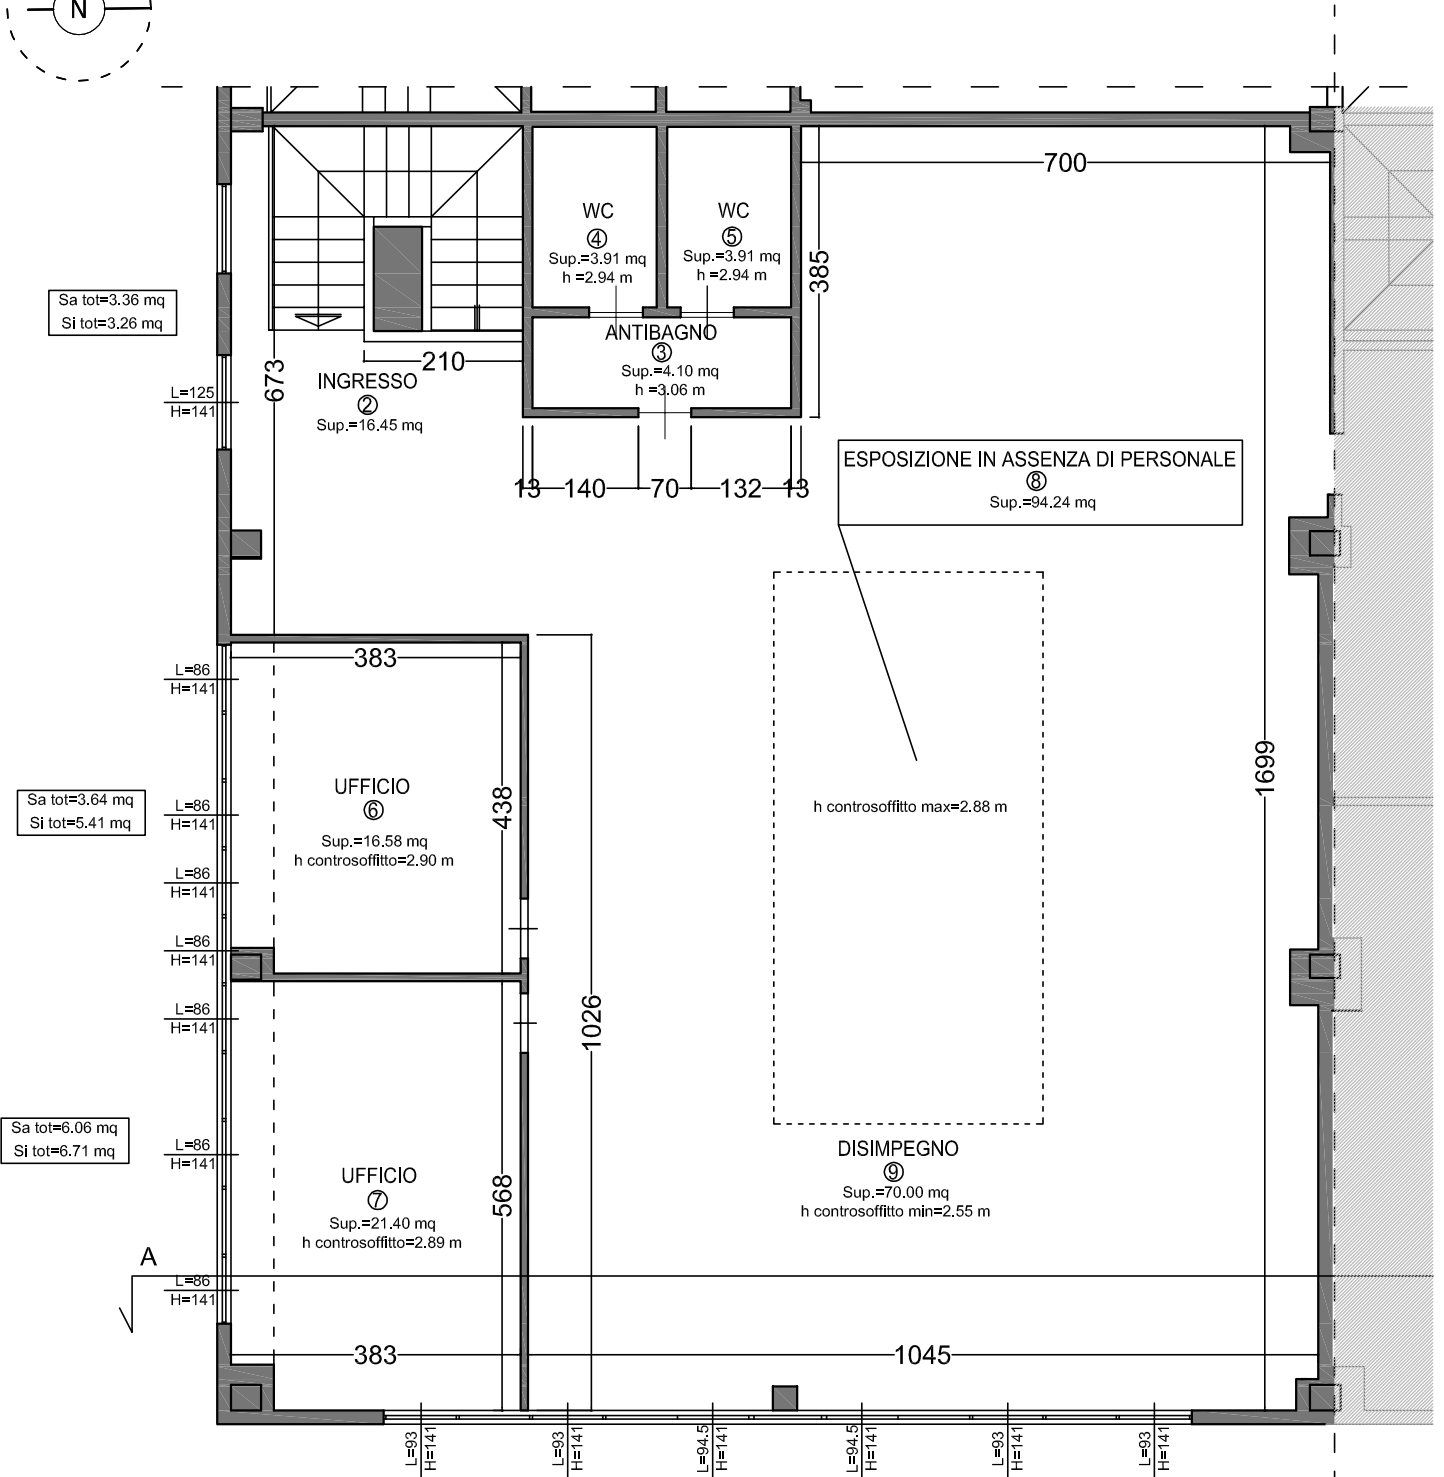 N
700
WC
4
Sup.=3.91 mq
h =2.94 m
WC
5
Sup.=3.91 mq
h =2.94 m
385
Sa tot=3.36 mq
Si tot=3.26 mq
ANTIBAGNO
3
Sup.=4.10 mq
h =3.06 m
210
673
INGRESSO
2
Sup.=16.45 mq
L=125
H=141
13
140
70
132
13
ESPOSIZIONE IN ASSENZA DI PERSONALE
8
Sup.=94.24 mq
383
L=86
H=141
1699
UFFICIO
6
Sup.=16.58 mq
h controsoffitto=2.90 m
438
h controsoffitto max=2.88 m
Sa tot=3.64 mq
Si tot=5.41 mq
L=86
H=141
L=86
H=141
L=86
H=141
L=86
H=141
1026
Sa tot=6.06 mq
Si tot=6.71 mq
L=86
H=141
UFFICIO
7
Sup.=21.40 mq
h controsoffitto=2.89 m
568
DISIMPEGNO
9
Sup.=70.00 mq
h controsoffitto min=2.55 m
A
L=86
H=141
383
1045
L=93
H=141
L=93
H=141
L=94.5
H=141
L=94.5
H=141
L=93
H=141
L=93
H=141